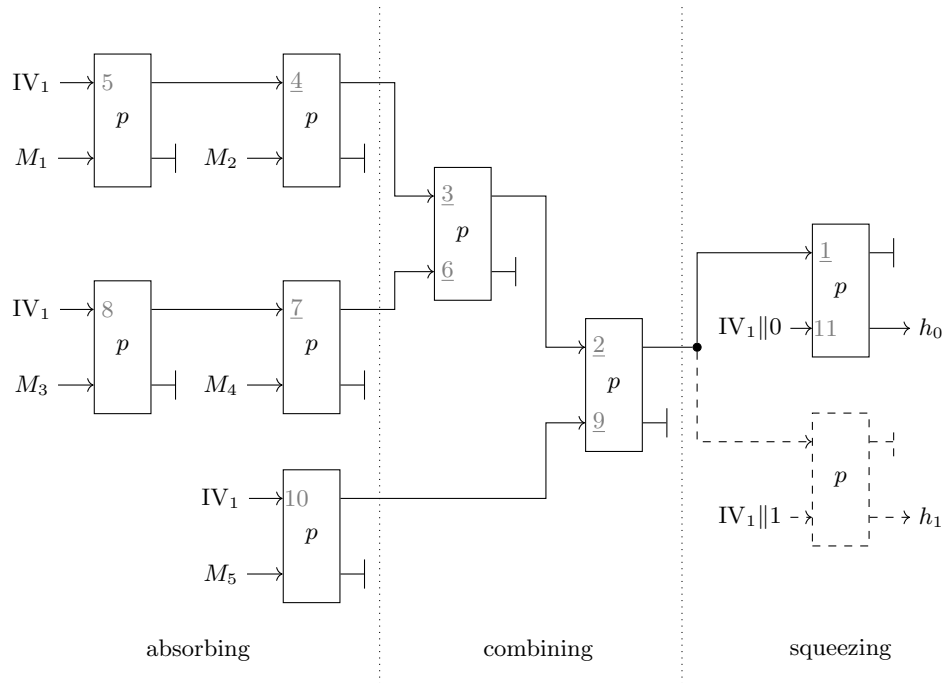 IV₁ 5 p 4 p
M₁ M₂
3 p
6
IV₁ 8 p 7 p
M₃ M₄
1 p
IV₁∥0 11 h₀
2 p
9
IV₁ 10 p
M₅
p
IV₁∥1 h₁
absorbing combining squeezing